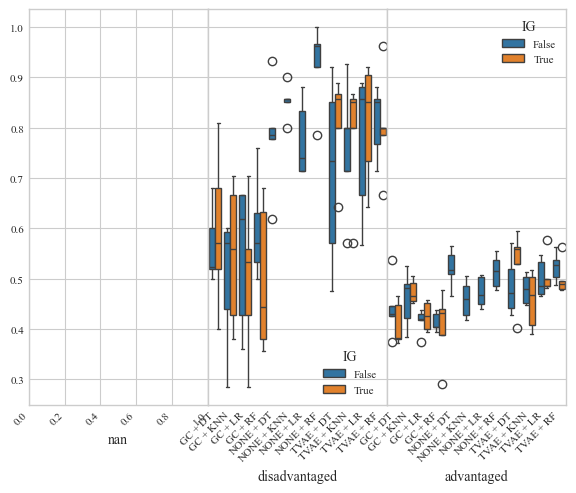 1.0
0.9
0.8
0.7
0.6
0.5
0.4
0.3
IG
False
True
IG
False
True
0.0
0.2
0.4
0.6
0.8
1.0
GC + DT
GC + KNN
GC + LR
GC + RF
NONE + DT
NONE + KNN
NONE + LR
NONE + RF
TVAE + DT
TVAE + KNN
TVAE + LR
TVAE + RF
GC + DT
GC + KNN
GC + LR
GC + RF
NONE + DT
NONE + KNN
NONE + LR
NONE + RF
TVAE + DT
TVAE + KNN
TVAE + LR
TVAE + RF
nan
disadvantaged
advantaged